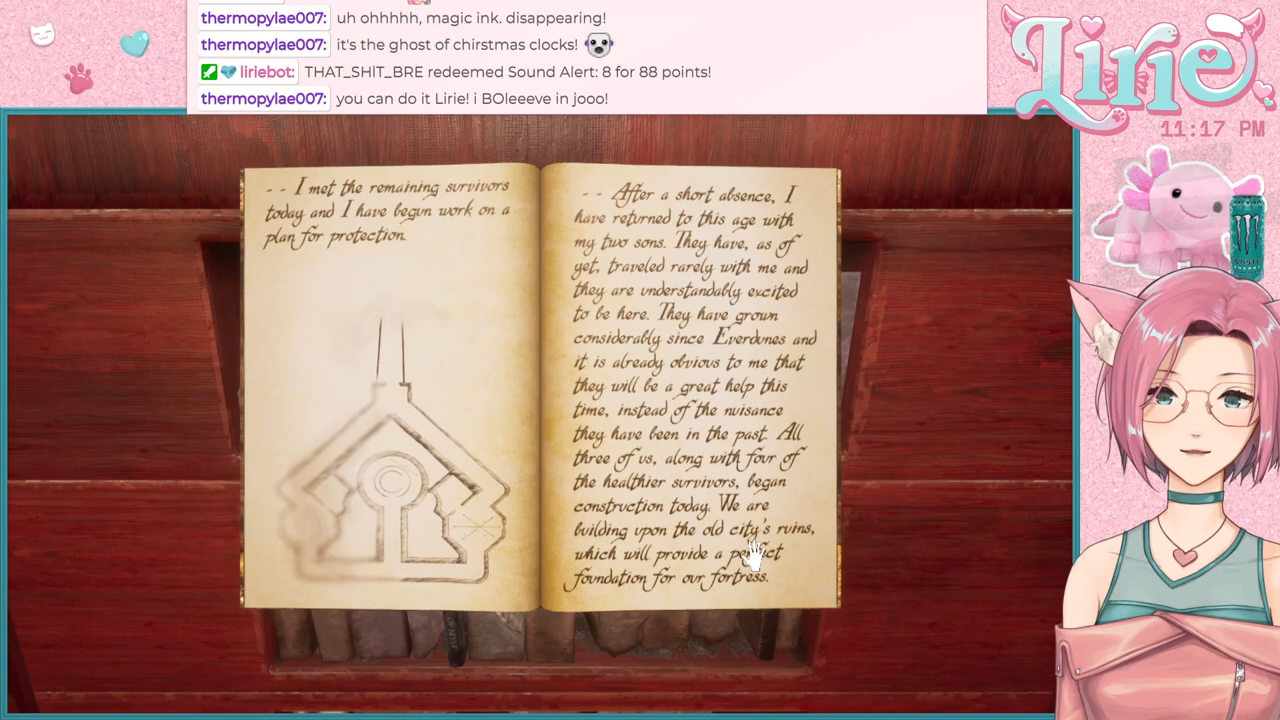 thermopylae007: uh ohhhhh, magic ink. disappearing!
thermopylae007: it's the ghost of chirstmas clocks!
liriebot: THAT_SHIT_BRE redeemed Sound Alert: 8 for 88 points!
thermopylae007: you can do it Lirie! i BOleeeve in jooo!
Lirie
11:17 PM
-- I met the remaining survivors
today and I have begun work on a
plan for protection.
-- After a short absence, I
have returned to this age with
my two sons. They have, as of
yet, traveled rarely with me and
they are understandably excited
to be here. They have grown
considerably since Everdunes and
it is already obvious to me that
they will be a great help this
time, instead of the nuisance
they have been in the past. All
three of us, along with four of
the healthier survivors, began
construction today. We are
building upon the old city's ruins,
which will provide a perfect
foundation for our fortress.